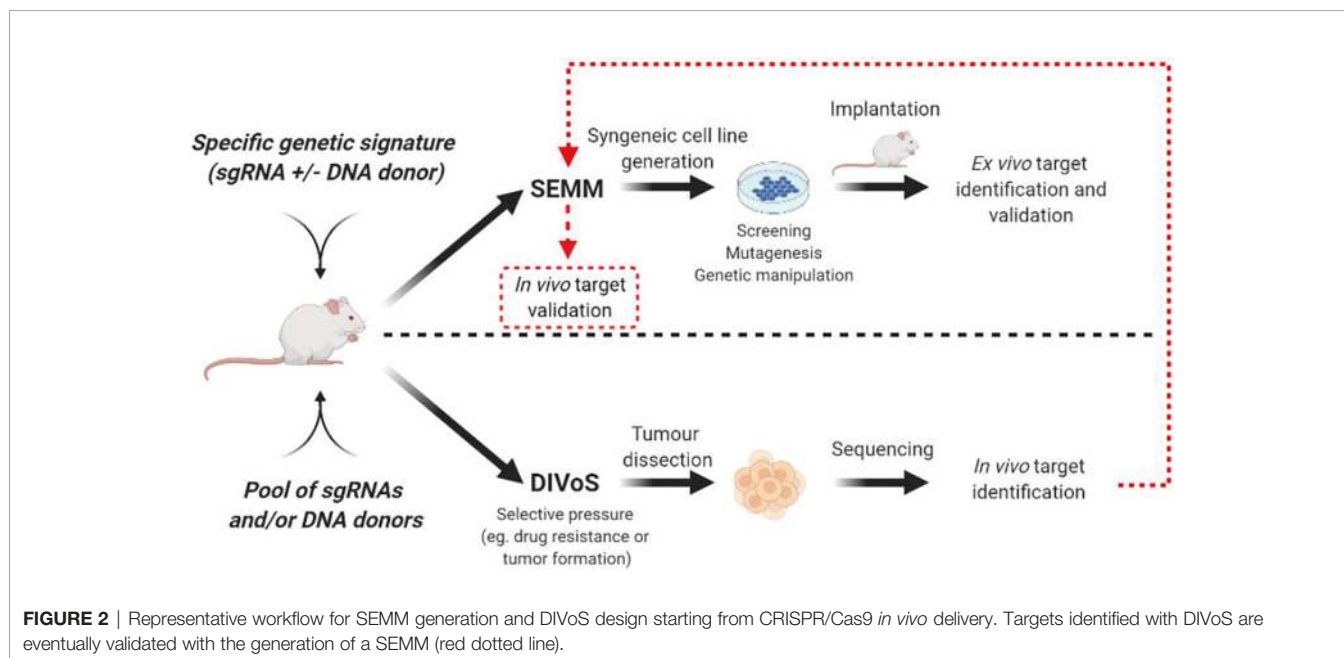 Specific genetic signature
(sgRNA +/- DNA donor)
SEMM
Syngeneic cell line
generation
Screening
Mutagenesis
Genetic manipulation
Implantation
Ex vivo target
identification and
validation
In vivo target
validation
Pool of sgRNAs
and/or DNA donors
DIVoS
Selective pressure
(eg. drug resistance or
tumor formation)
Tumour
dissection
Sequencing
In vivo target
identification
FIGURE 2 | Representative workflow for SEMM generation and DIVoS design starting from CRISPR/Cas9 in vivo delivery. Targets identified with DIVoS are
eventually validated with the generation of a SEMM (red dotted line).